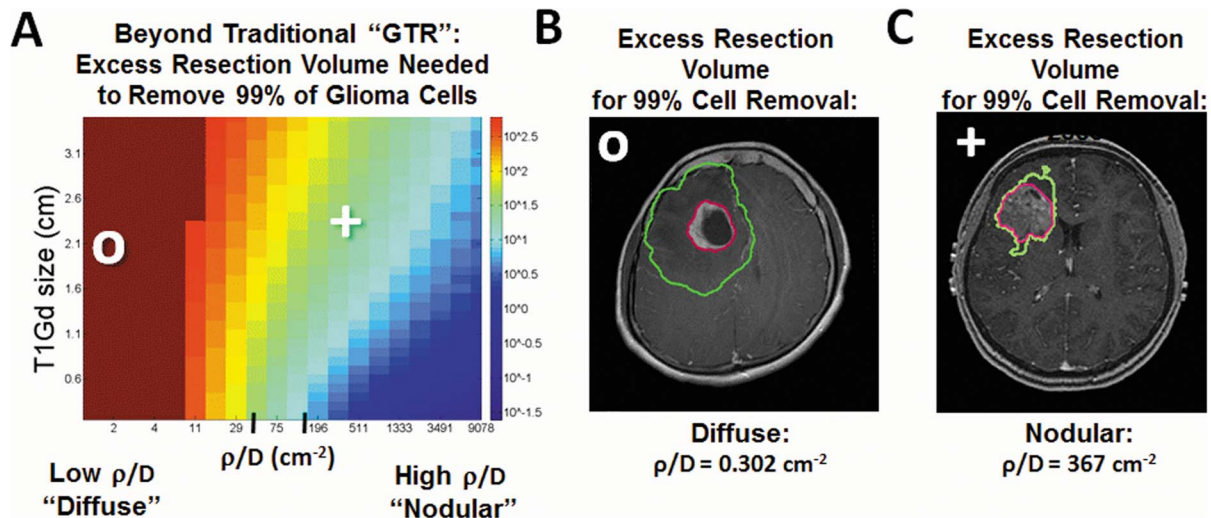 A
Beyond Traditional “GTR”:
Excess Resection Volume Needed
to Remove 99% of Glioma Cells
T1Gd size (cm)
3.1
2.6
2.1
1.6
1.1
0.6
O
+
10^2.5
10^2
10^1.5
10^1
10^0.5
10^0
10^-0.5
10^-1
10^-1.5
2 4 11 29 75 196 511 1333 3491 9078
ρ/D (cm⁻²)
Low ρ/D
“Diffuse”
High ρ/D
“Nodular”
B
Excess Resection
Volume
for 99% Cell Removal:
O
Diffuse:
ρ/D = 0.302 cm⁻²
C
Excess Resection
Volume
for 99% Cell Removal:
+
Nodular:
ρ/D = 367 cm⁻²